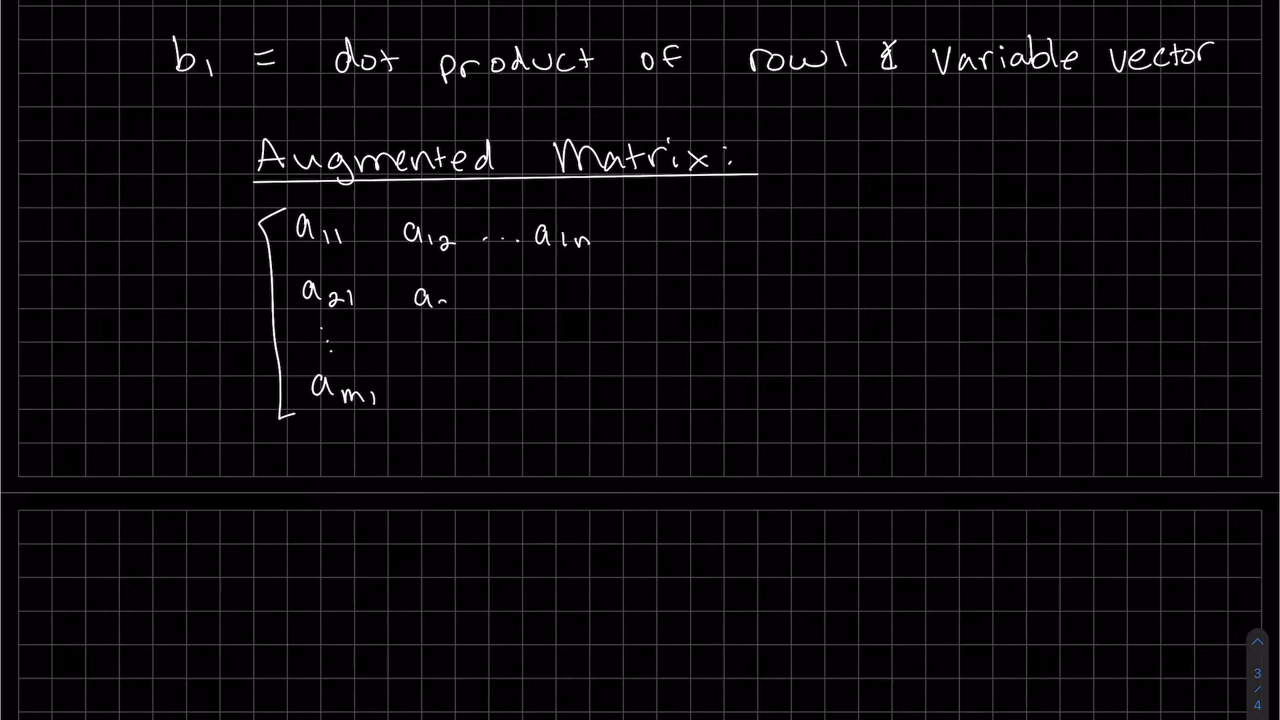 b₁ = dot product of row1 & variable vector
Augmented Matrix:
a₁₁ a₁₂ ... a₁ₙ
a₂₁ a
⋮
aₘ₁
3
/
4